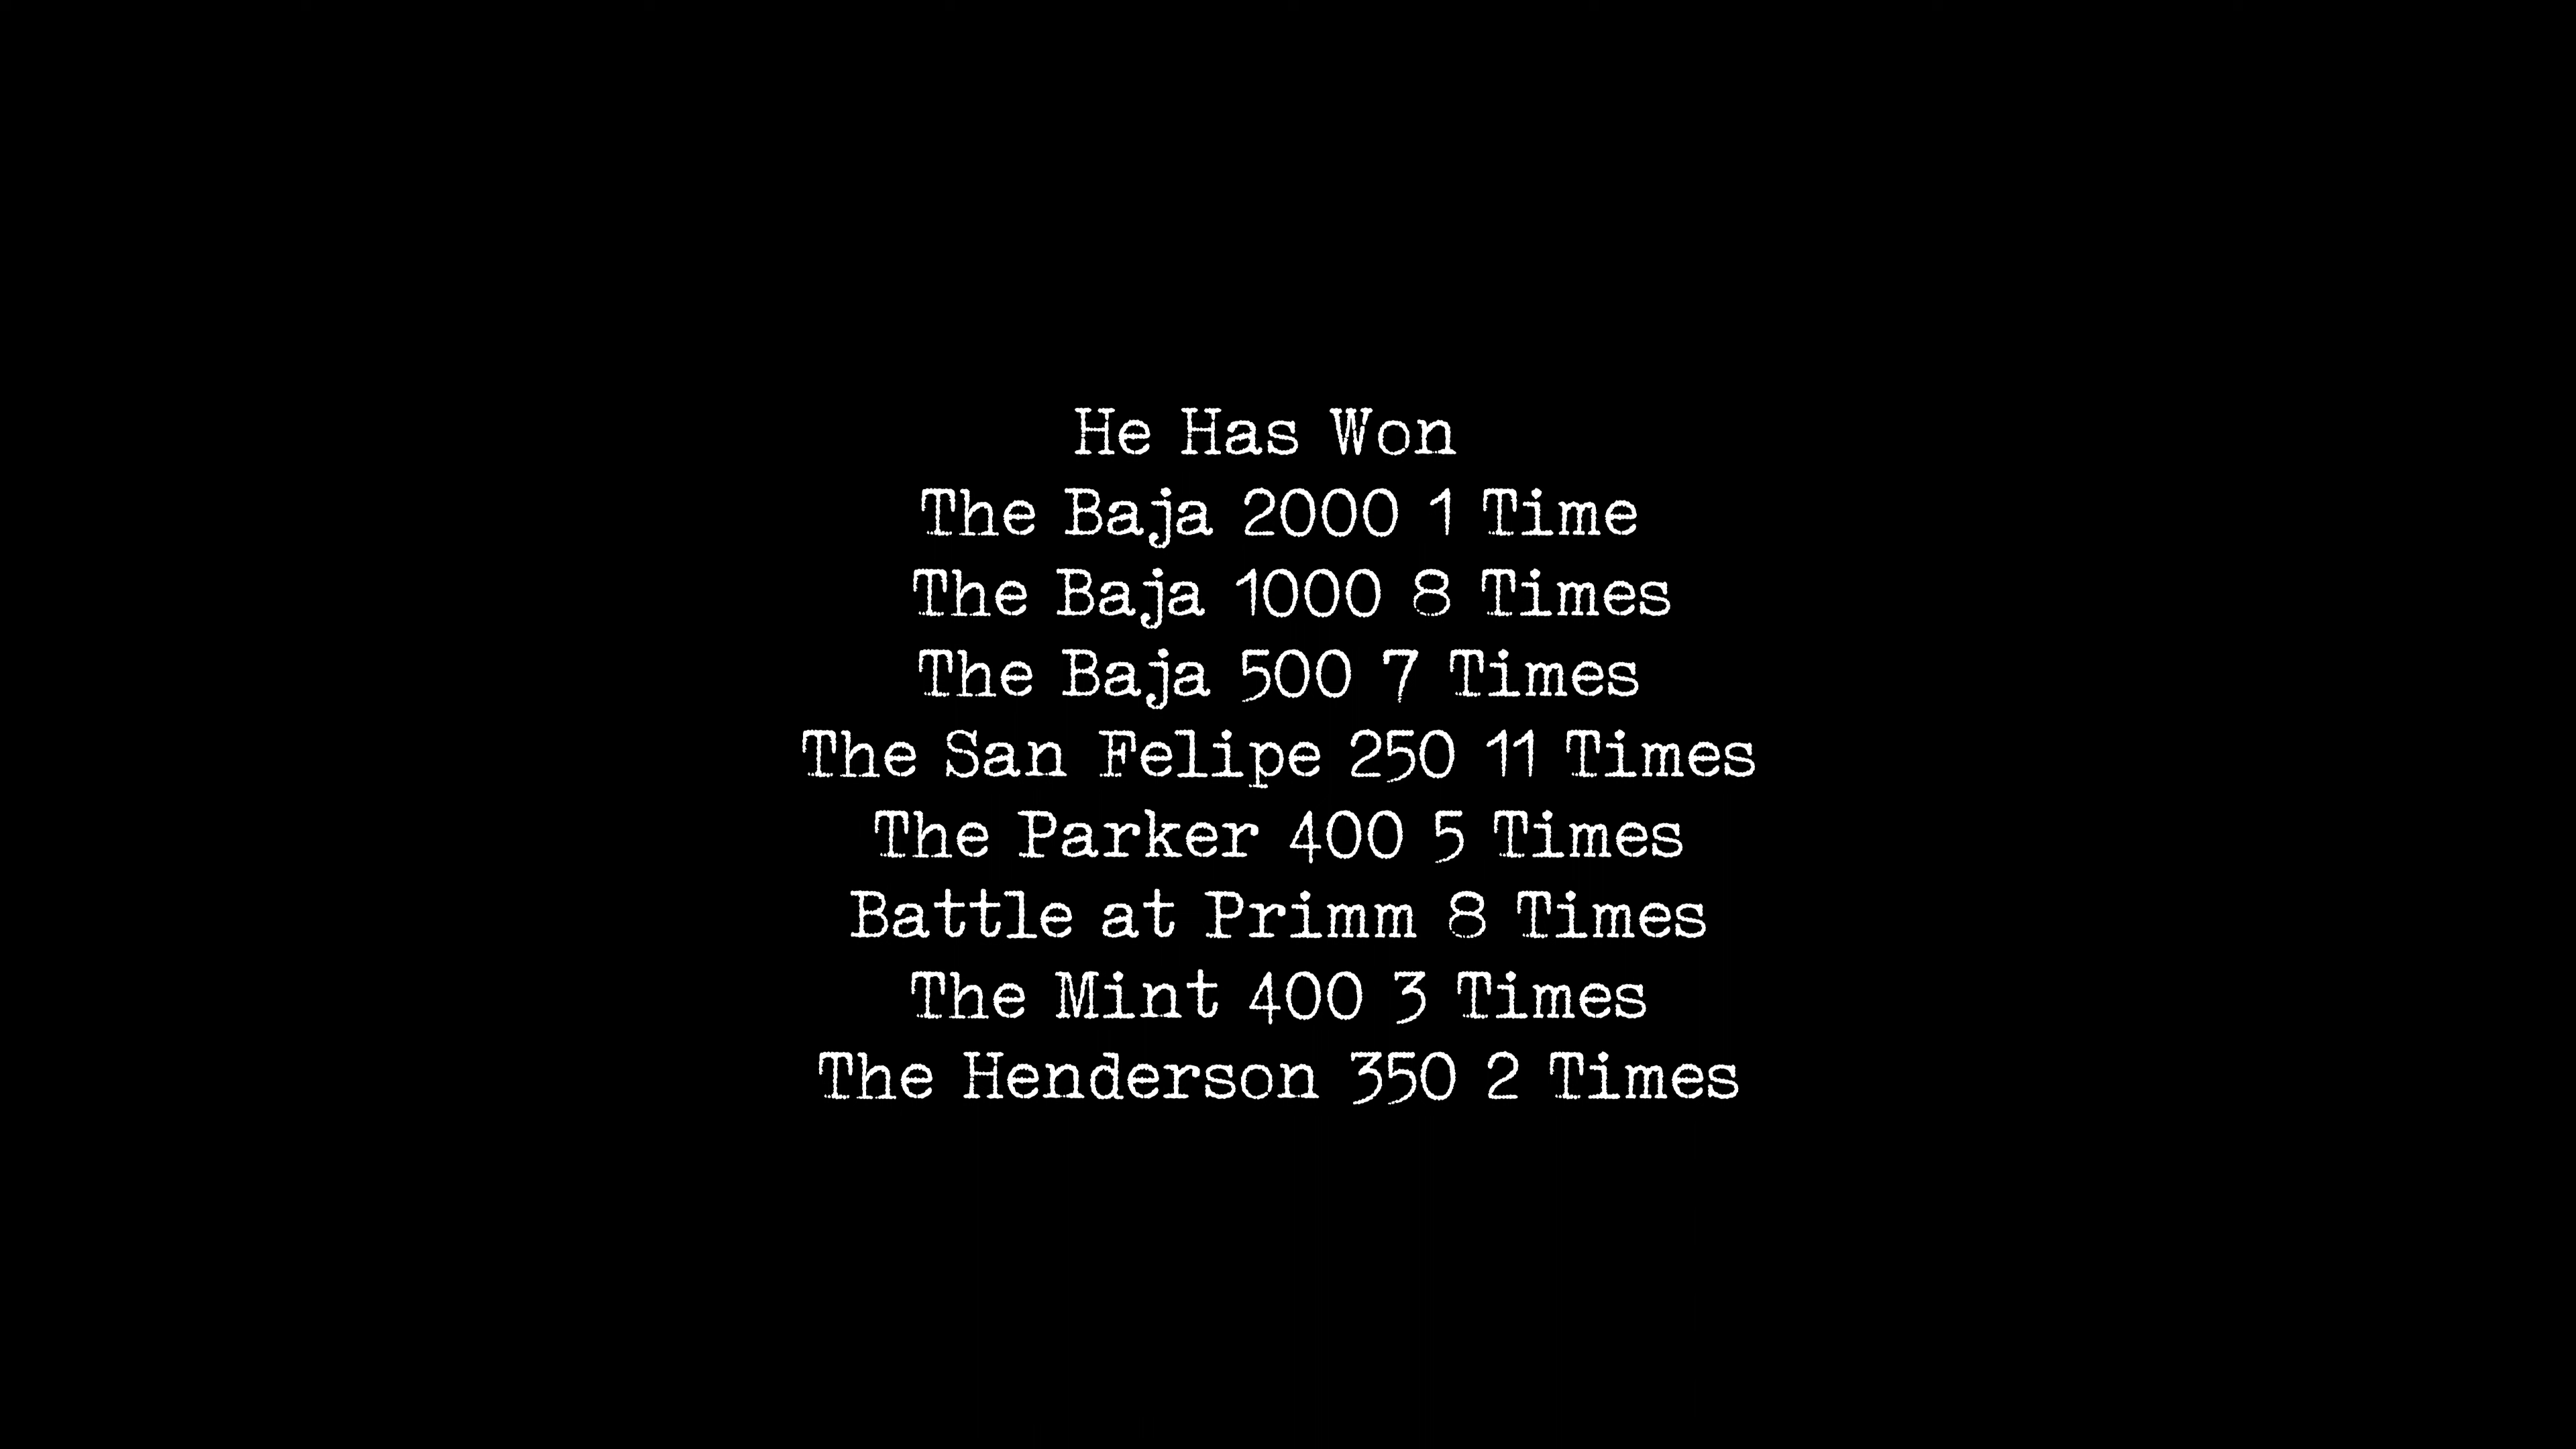 He Has Won
The Baja 2000 1 Time
The Baja 1000 8 Times
The Baja 500 7 Times
The San Felipe 250 11 Times
The Parker 400 5 Times
Battle at Primm 8 Times
The Mint 400 3 Times
The Henderson 350 2 Times